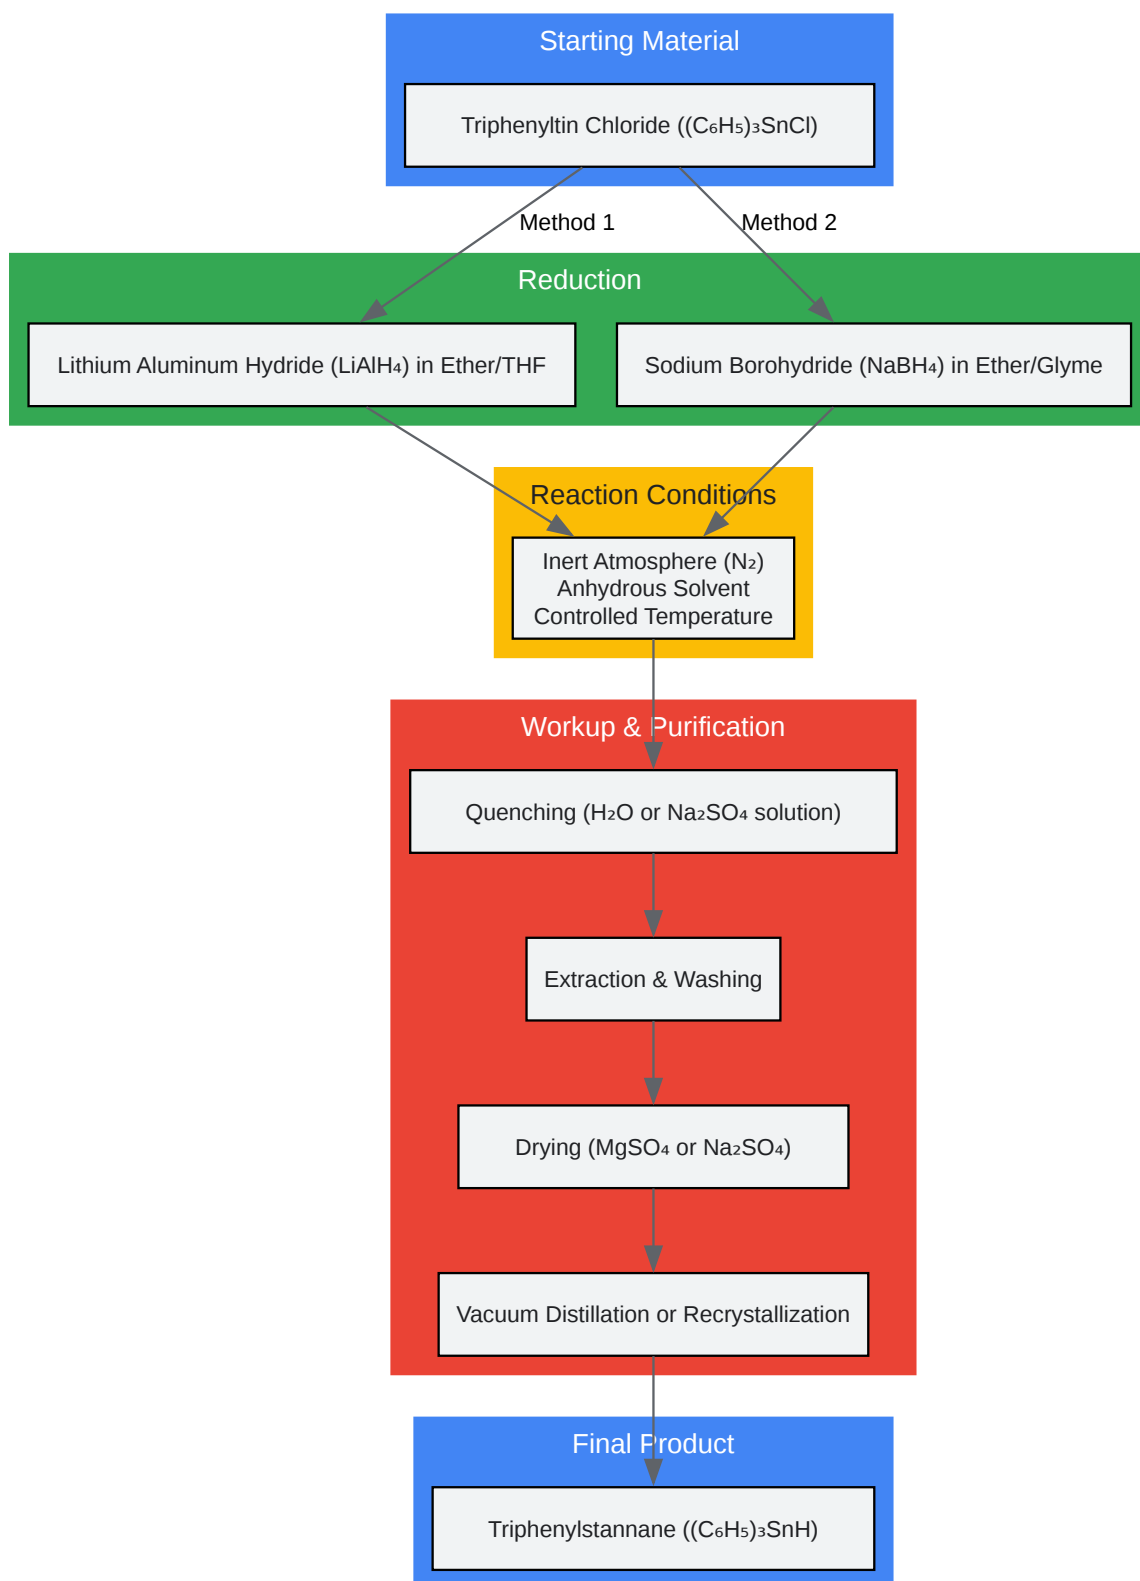 Starting Material
Triphenyltin Chloride ((C₆H₅)₃SnCl)
Method 1
Method 2
Reduction
Lithium Aluminum Hydride (LiAlH₄) in Ether/THF
Sodium Borohydride (NaBH₄) in Ether/Glyme
Reaction Conditions
Inert Atmosphere (N₂)
Anhydrous Solvent
Controlled Temperature
Workup & Purification
Quenching (H₂O or Na₂SO₄ solution)
Extraction & Washing
Drying (MgSO₄ or Na₂SO₄)
Vacuum Distillation or Recrystallization
Final Product
Triphenylstannane ((C₆H₅)₃SnH)